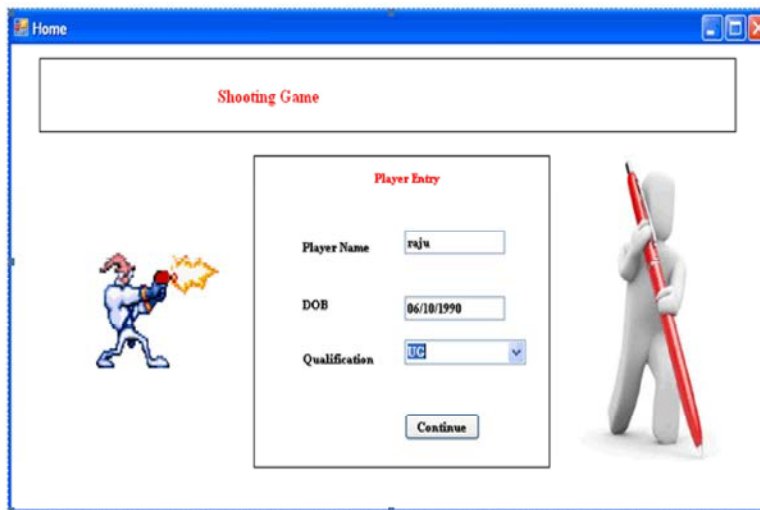 Home
Shooting Game
Player Entry
Player Name raju
DOB 06/10/1990
Qualification UG
Continue